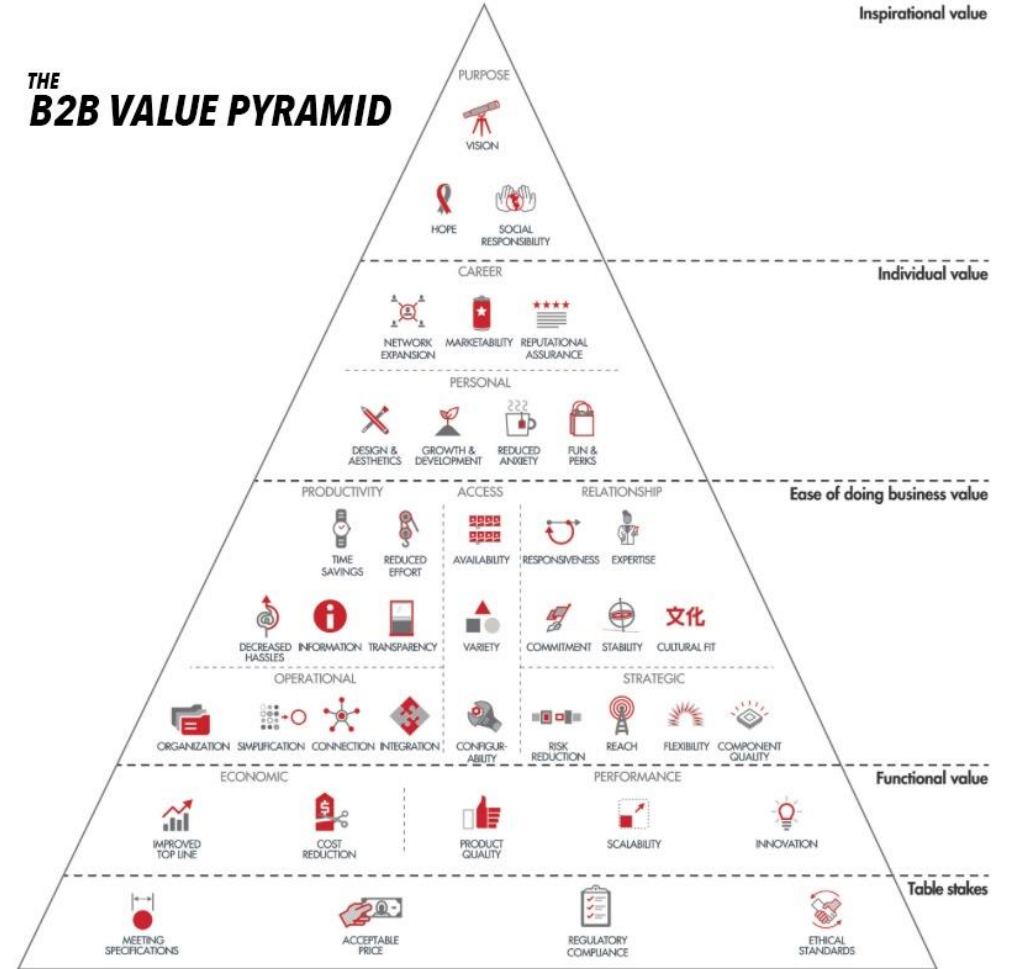 Inspirational value
THE
B2B VALUE PYRAMID
PURPOSE
VISION
HOPE
SOCIAL
RESPONSIBILITY
Individual value
CAREER
NETWORK
EXPANSION
MARKETABILITY
REPUTATIONAL
ASSURANCE
PERSONAL
DESIGN &
AESTHETICS
GROWTH &
DEVELOPMENT
REDUCED
ANXIETY
FUN &
PERKS
Ease of doing business value
PRODUCTIVITY
TIME
SAVINGS
REDUCED
EFFORT
DECREASED
HASSLES
INFORMATION
TRANSPARENCY
OPERATIONAL
ORGANIZATION
SIMPLIFICATION
CONNECTION
INTEGRATION
ACCESS
AVAILABILITY
VARIETY
CONFIGUR-
ABILITY
RELATIONSHIP
RESPONSIVENESS
EXPERTISE
COMMITMENT
STABILITY
文化
CULTURAL FIT
STRATEGIC
RISK
REDUCTION
REACH
FLEXIBILITY
COMPONENT
QUALITY
Functional value
ECONOMIC
IMPROVED
TOP LINE
$
COST
REDUCTION
PERFORMANCE
PRODUCT
QUALITY
SCALABILITY
INNOVATION
Table stakes
MEETING
SPECIFICATIONS
ACCEPTABLE
PRICE
REGULATORY
COMPLIANCE
ETHICAL
STANDARDS